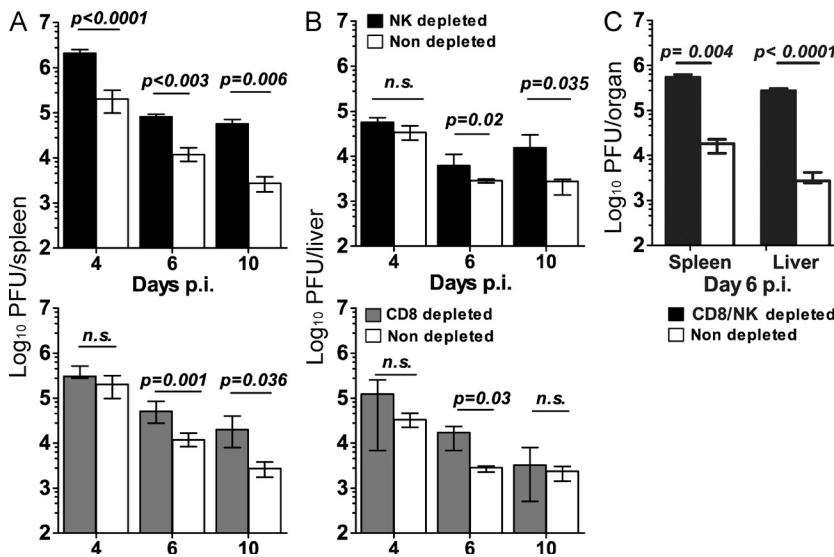 A
p<0.0001
p<0.003
p=0.006
6
5
4
3
2
4 6 10
Days p.i.
Log₁₀ PFU/spleen
n.s.
p=0.001
p=0.036
6
5
4
3
2
4 6 10
B
NK depleted
Non depleted
n.s.
p=0.02
p=0.035
7
6
5
4
3
2
4 6 10
Days p.i.
Log₁₀ PFU/liver
CD8 depleted
Non depleted
n.s.
p=0.03
n.s.
7
6
5
4
3
2
4 6 10
C
p= 0.004
p< 0.0001
Log₁₀ PFU/organ
6
5
4
3
2
Spleen Liver
Day 6 p.i.
CD8/NK depleted
Non depleted